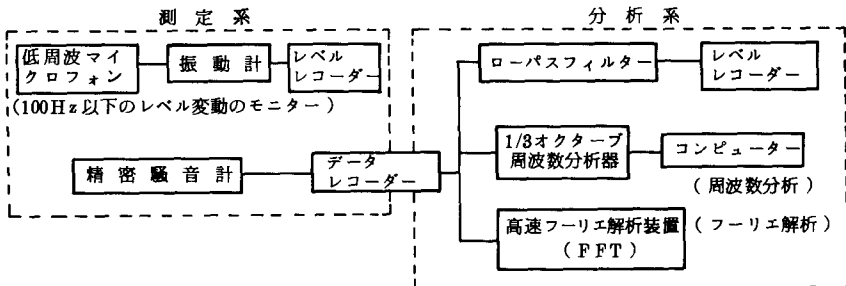 測定系
低周波マイ
クロフォン
振動計
レベル
レコーダー
(100Hz以下のレベル変動のモニター)
精密騒音計
データ
レコーダー
分析系
ローパスフィルター
レベル
レコーダー
1/3オクターブ
周波数分析器
コンピューター
(周波数分析)
高速フーリエ解析装置
(FFT)
(フーリエ解析)